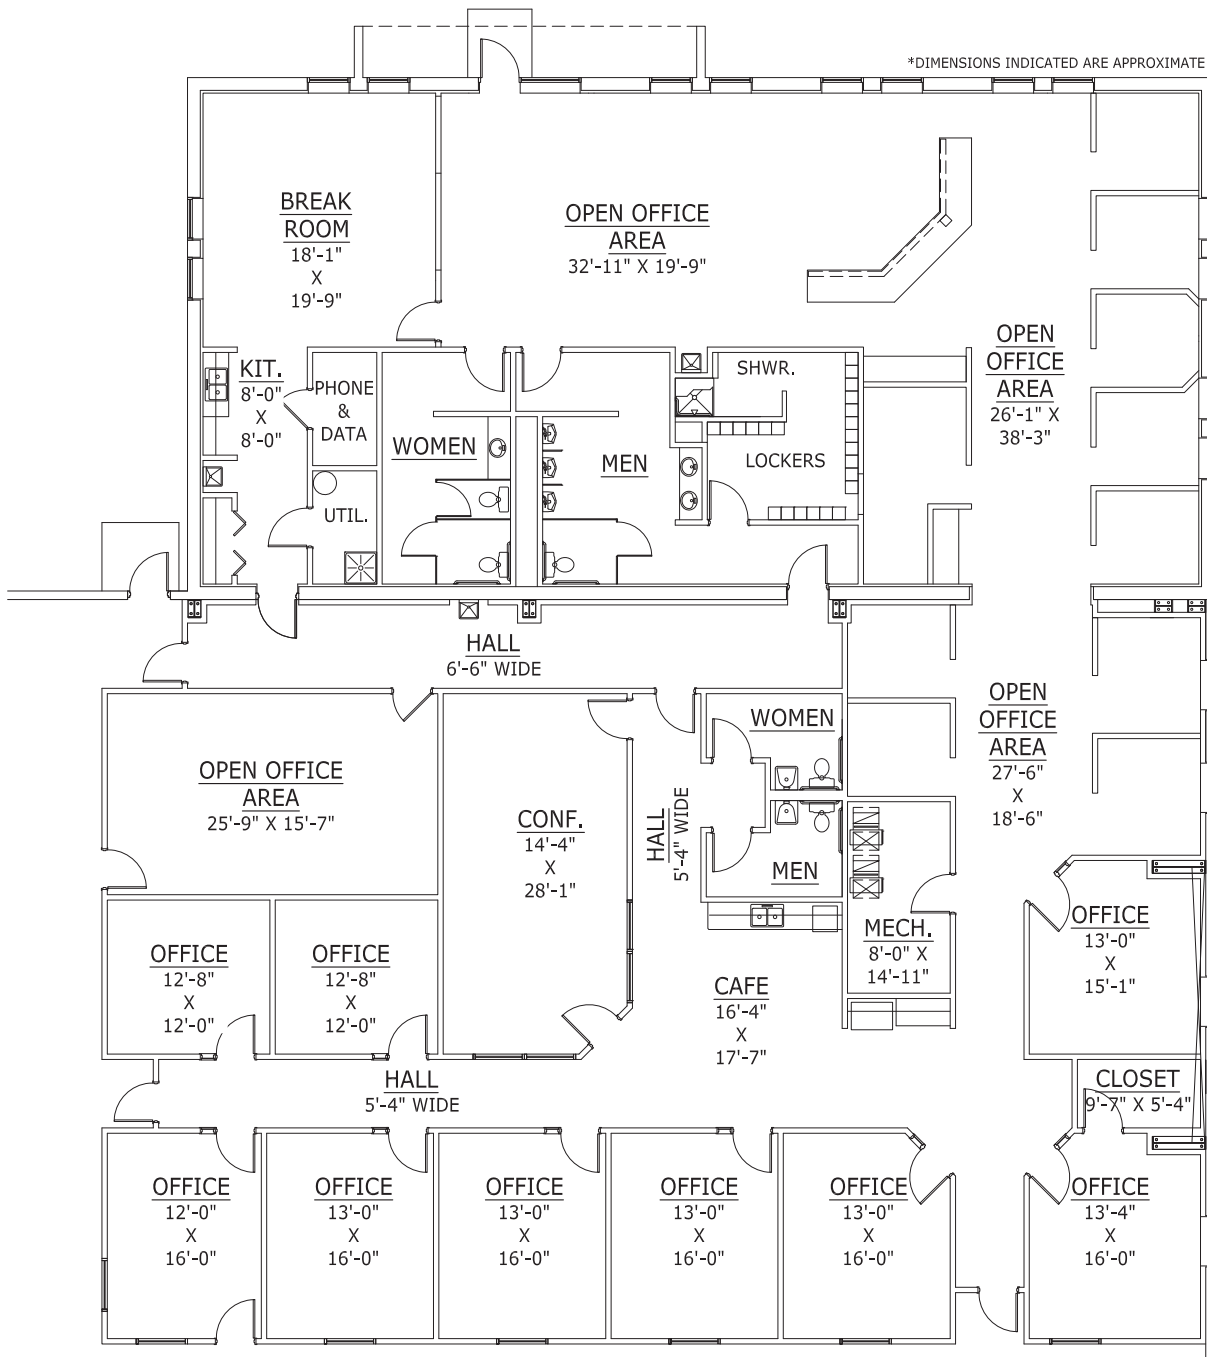 *DIMENSIONS INDICATED ARE APPROXIMATE
BREAK
ROOM
18'-1"
X
19'-9"
OPEN OFFICE
AREA
32'-11" X 19'-9"
OPEN
OFFICE
AREA
26'-1" X
38'-3"
KIT.
8'-0"
X
8'-0"
PHONE
&
DATA
WOMEN
MEN
SHWR.
LOCKERS
UTIL.
HALL
6'-6" WIDE
OPEN OFFICE
AREA
25'-9" X 15'-7"
CONF.
14'-4"
X
28'-1"
HALL
5'-4" WIDE
WOMEN
MEN
OPEN
OFFICE
AREA
27'-6"
X
18'-6"
MECH.
8'-0" X
14'-11"
OFFICE
13'-0"
X
15'-1"
OFFICE
12'-8"
X
12'-0"
OFFICE
12'-8"
X
12'-0"
CAFE
16'-4"
X
17'-7"
HALL
5'-4" WIDE
CLOSET
9'-7" X 5'-4"
OFFICE
12'-0"
X
16'-0"
OFFICE
13'-0"
X
16'-0"
OFFICE
13'-0"
X
16'-0"
OFFICE
13'-0"
X
16'-0"
OFFICE
13'-0"
X
16'-0"
OFFICE
13'-4"
X
16'-0"